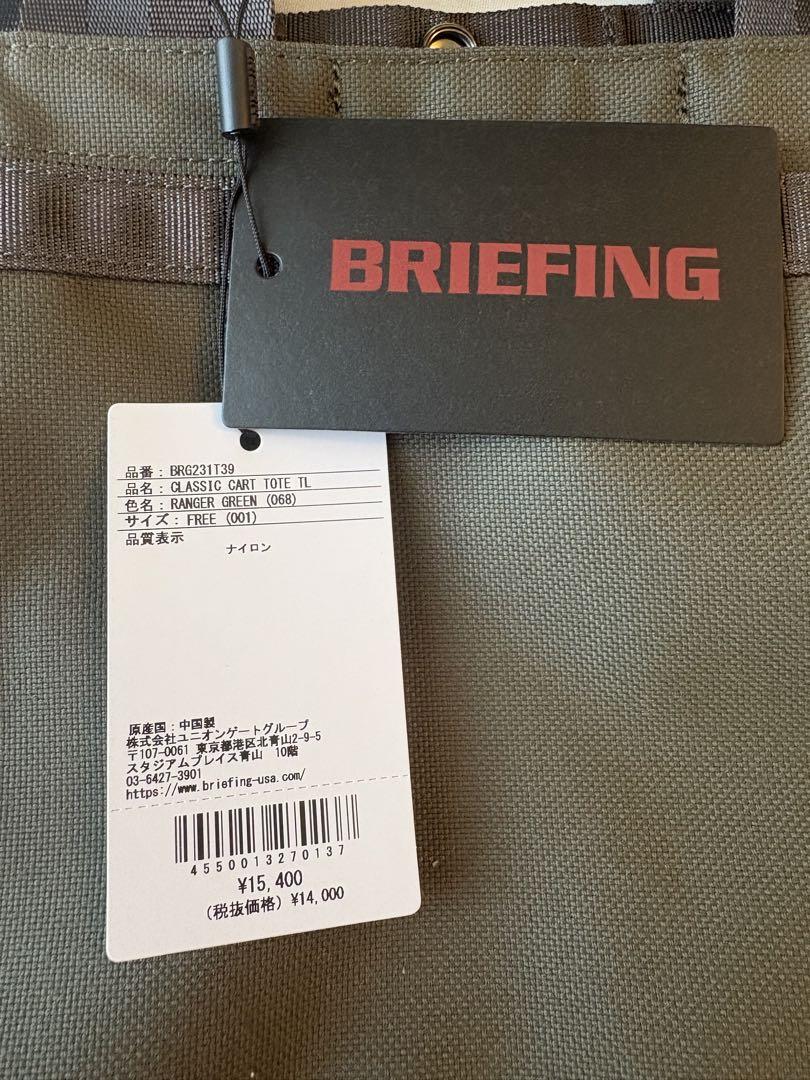 BRIEFING
品番：BRG231T39
品名：CLASSIC CART TOTE TL
色名：RANGER GREEN (068)
サイズ：FREE (001)
品質表示
ナイロン
原産国：中国製
株式会社ユニオンゲートグループ
〒107-0061 東京都港区北青山2-9-5
スタジアムプレイス青山 10階
03-6427-3901
https://www.briefing-usa.com/
4550013270137
¥15,400
(税抜価格) ¥14,000